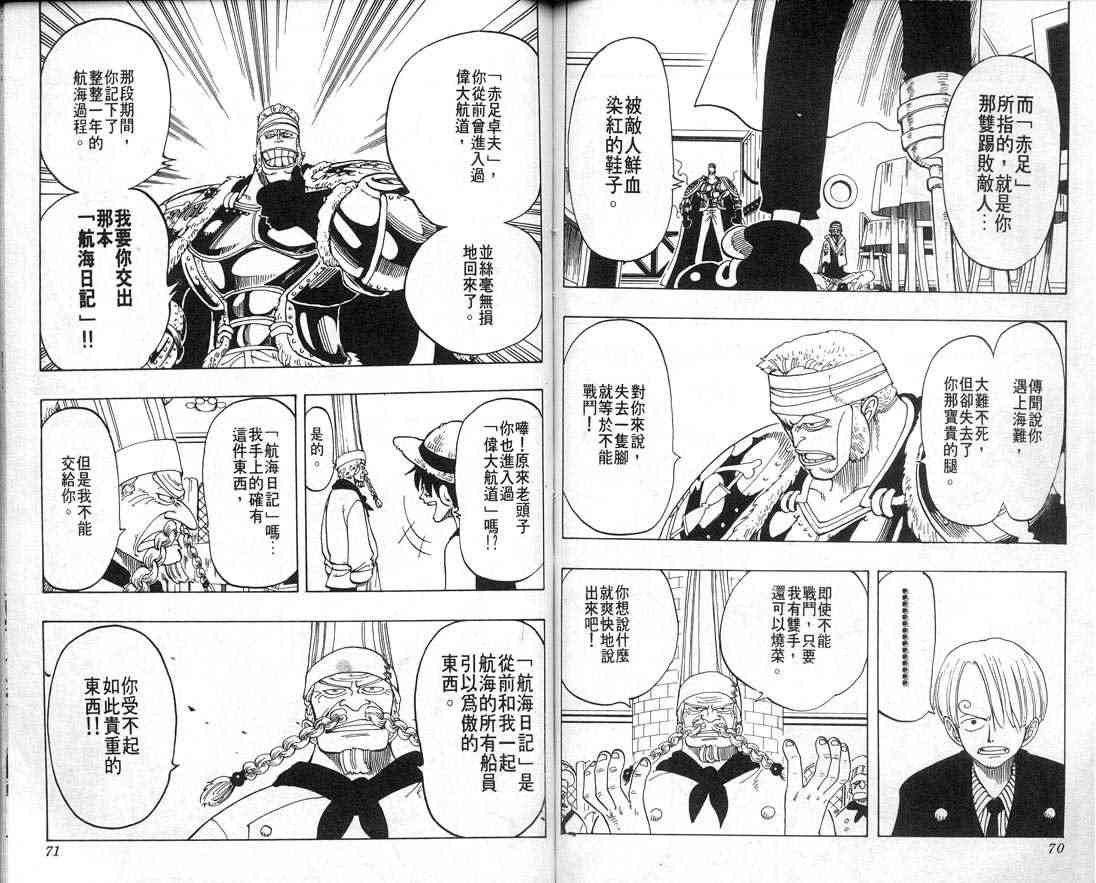 而「赤足」
所指的，就是你
那雙踢敗敵人…
被敵人鮮血
染紅的鞋子。
傳聞說你
遇上海難，
大難不死，
但卻失去了
你那寶貴的腿。
對你來說，
失去一隻腳
就等於不能
戰鬥！
………………
即使不能
戰鬥，只要
我有雙手，
還可以燒菜。
你想說什麼
就爽快地說
出來吧！
70
「赤足卓夫」，
你從前曾進入過
偉大航道，
並絲毫無損
地回來了。
那段期間，
你記下了
整整一年的
航海過程。
我要你交出
那本
「航海日記」!!
嘩！原來老頭子
你也進入過
「偉大航道」嗎!?
是的。
「航海日記」嗎…
我手上的確有
這件東西，
但是我不能
交給你。
「航海日記」是
從前和我一起
航海的所有船員
引以爲傲的
東西。
你受不起
如此貴重的
東西!!
71